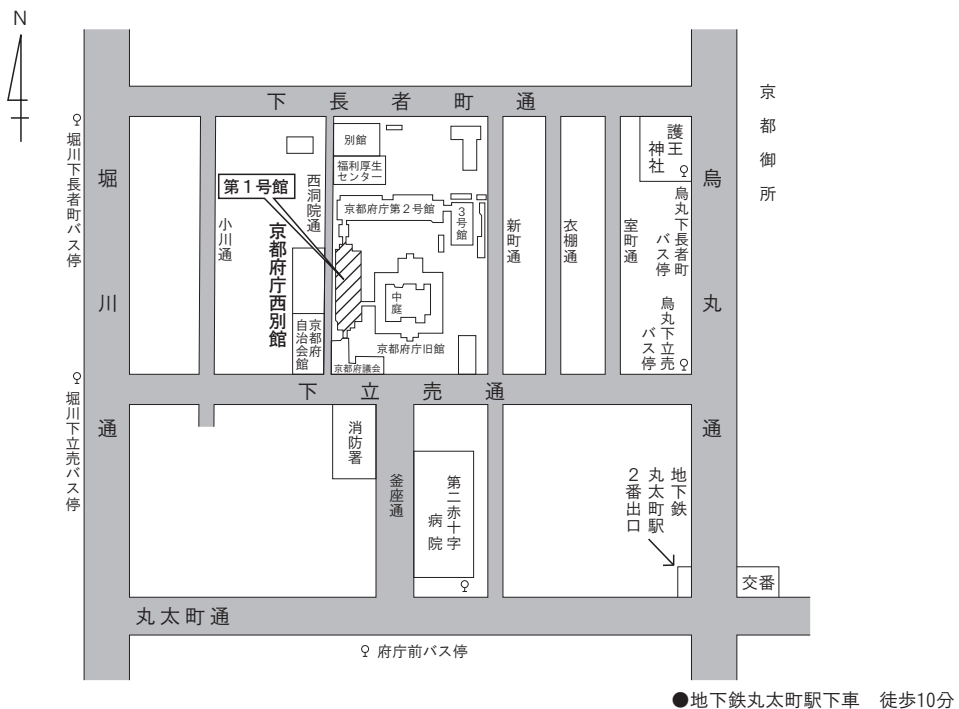 N
下長者町通
京都御所
堀川下長者町バス停
堀川通
別館
福利厚生
センター
護王
神社
烏丸通
第1号館
西洞院通
京都府庁第2号館
3号館
烏丸下長者町
バス停
小川通
京都府庁西別館
新町通
衣棚通
室町通
中庭
京都府
自治会館
京都府庁旧館
烏丸下立売
バス停
京都府議会
下立売通
堀川下立売バス停
消防署
釜座通
第二赤十字
病院
地下鉄
丸太町駅
2番出口
交番
丸太町通
府庁前バス停
●地下鉄丸太町駅下車 徒歩10分